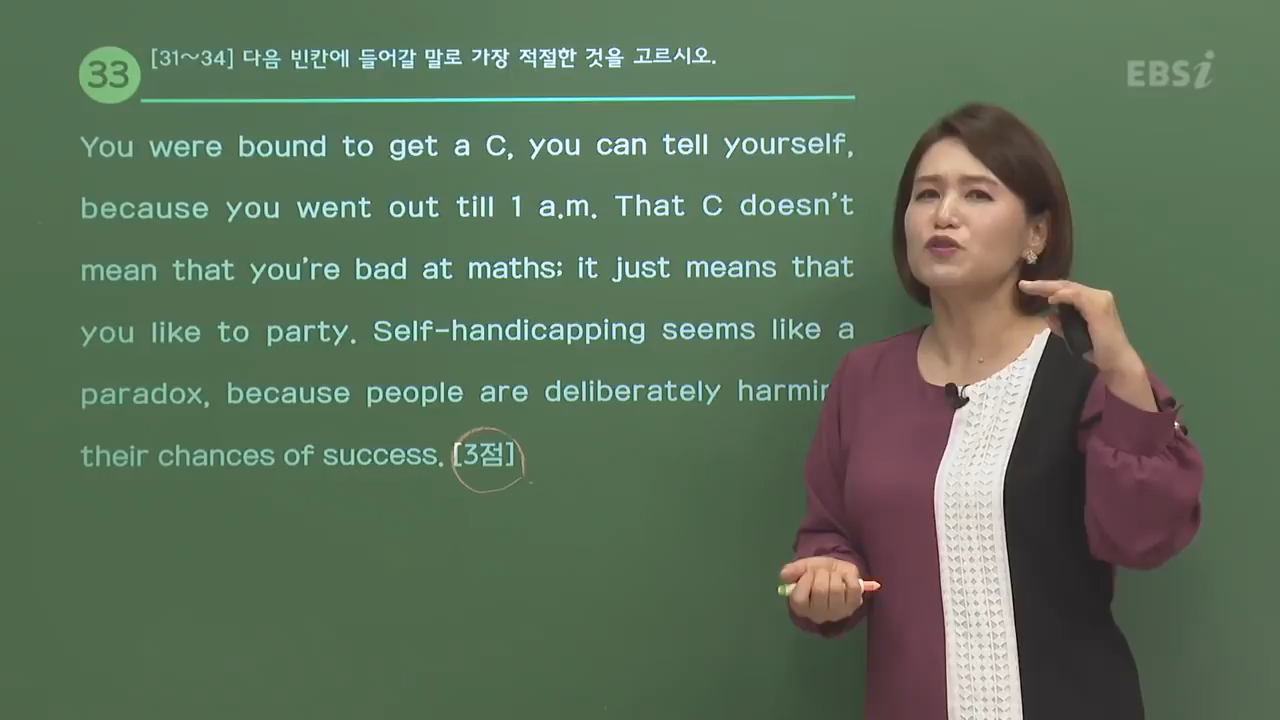 33 [31~34] 다음 빈칸에 들어갈 말로 가장 적절한 것을 고르시오.
EBSi
You were bound to get a C, you can tell yourself,
because you went out till 1 a.m. That C doesn't
mean that you're bad at maths; it just means that
you like to party. Self-handicapping seems like a
paradox, because people are deliberately
their chances of success. [3점]